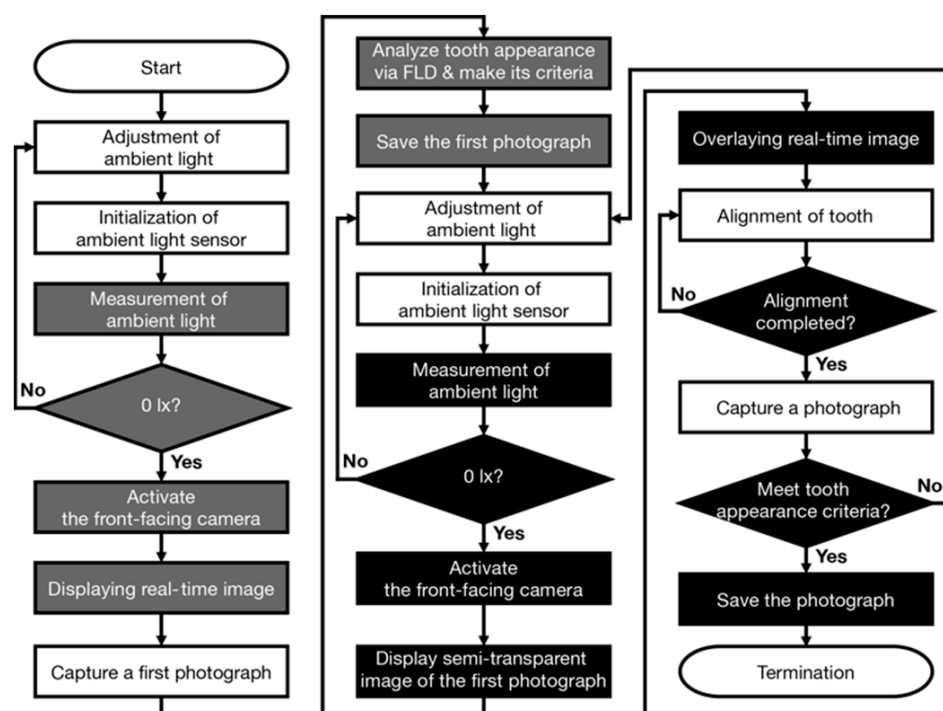 Start
Adjustment of
ambient light
Initialization of
ambient light sensor
Measurement of
ambient light
No
0 lx?
Yes
Activate
the front-facing camera
Displaying real-time image
Capture a first photograph
Analyze tooth appearance
via FLD & make its criteria
Save the first photograph
Adjustment of
ambient light
Initialization of
ambient light sensor
Measurement of
ambient light
No
0 lx?
Yes
Activate
the front-facing camera
Display semi-transparent
image of the first photograph
Overlaying real-time image
Alignment of tooth
No
Alignment
completed?
Yes
Capture a photograph
Meet tooth
appearance criteria?
No
Yes
Save the photograph
Termination